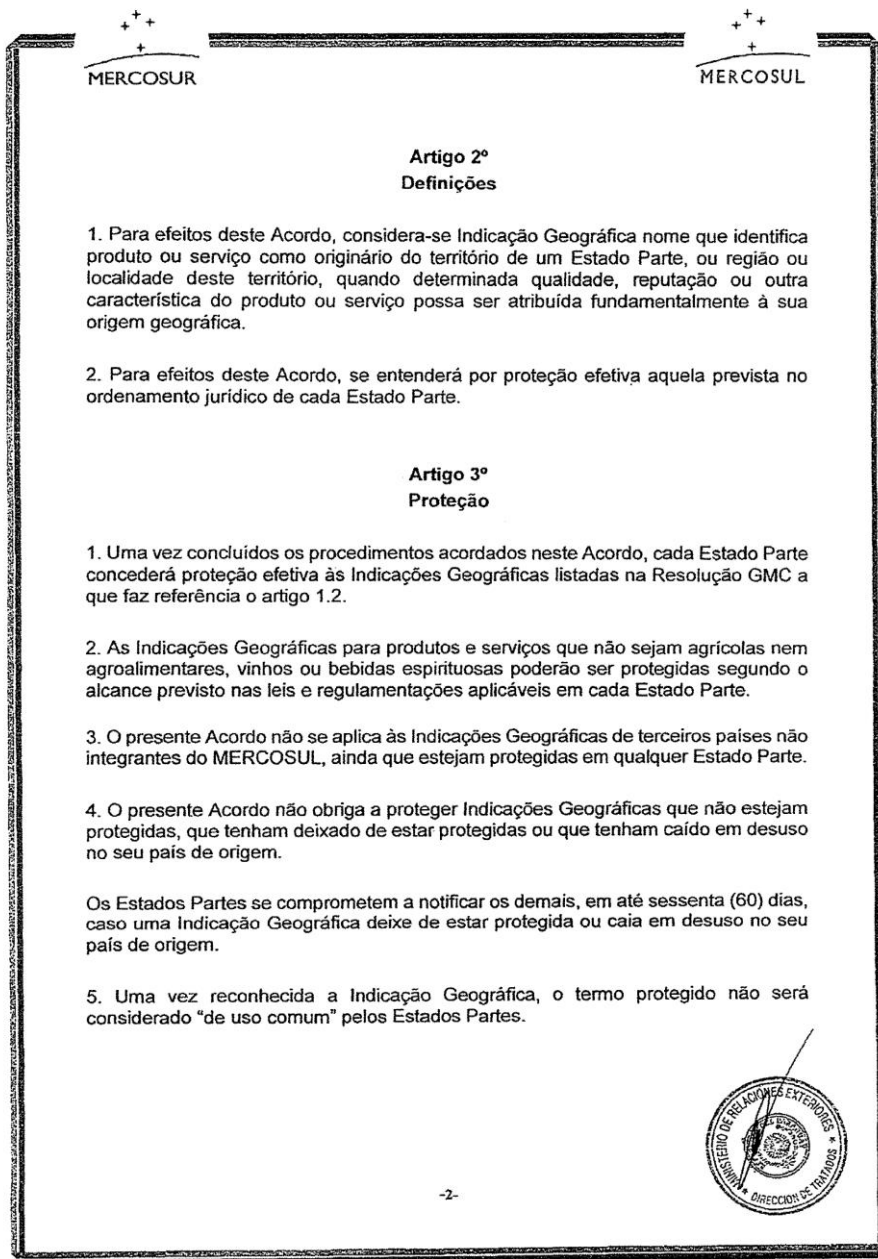 MERCOSUR
MERCOSUL
Artigo 2º
Definições
1. Para efeitos deste Acordo, considera-se Indicação Geográfica nome que identifica
produto ou serviço como originário do território de um Estado Parte, ou região ou
localidade deste território, quando determinada qualidade, reputação ou outra
característica do produto ou serviço possa ser atribuída fundamentalmente à sua
origem geográfica.
2. Para efeitos deste Acordo, se entenderá por proteção efetiva aquela prevista no
ordenamento jurídico de cada Estado Parte.
Artigo 3º
Proteção
1. Uma vez concluídos os procedimentos acordados neste Acordo, cada Estado Parte
concederá proteção efetiva às Indicações Geográficas listadas na Resolução GMC a
que faz referência o artigo 1.2.
2. As Indicações Geográficas para produtos e serviços que não sejam agrícolas nem
agroalimentares, vinhos ou bebidas espirituosas poderão ser protegidas segundo o
alcance previsto nas leis e regulamentações aplicáveis em cada Estado Parte.
3. O presente Acordo não se aplica às Indicações Geográficas de terceiros países não
integrantes do MERCOSUL, ainda que estejam protegidas em qualquer Estado Parte.
4. O presente Acordo não obriga a proteger Indicações Geográficas que não estejam
protegidas, que tenham deixado de estar protegidas ou que tenham caído em desuso
no seu país de origem.
Os Estados Partes se comprometem a notificar os demais, em até sessenta (60) dias,
caso uma Indicação Geográfica deixe de estar protegida ou caia em desuso no seu
país de origem.
5. Uma vez reconhecida a Indicação Geográfica, o termo protegido não será
considerado “de uso comum” pelos Estados Partes.
MINISTERIO DE RELACIONES EXTERIORES
* DIRECCION DE TRATADOS *
-2-